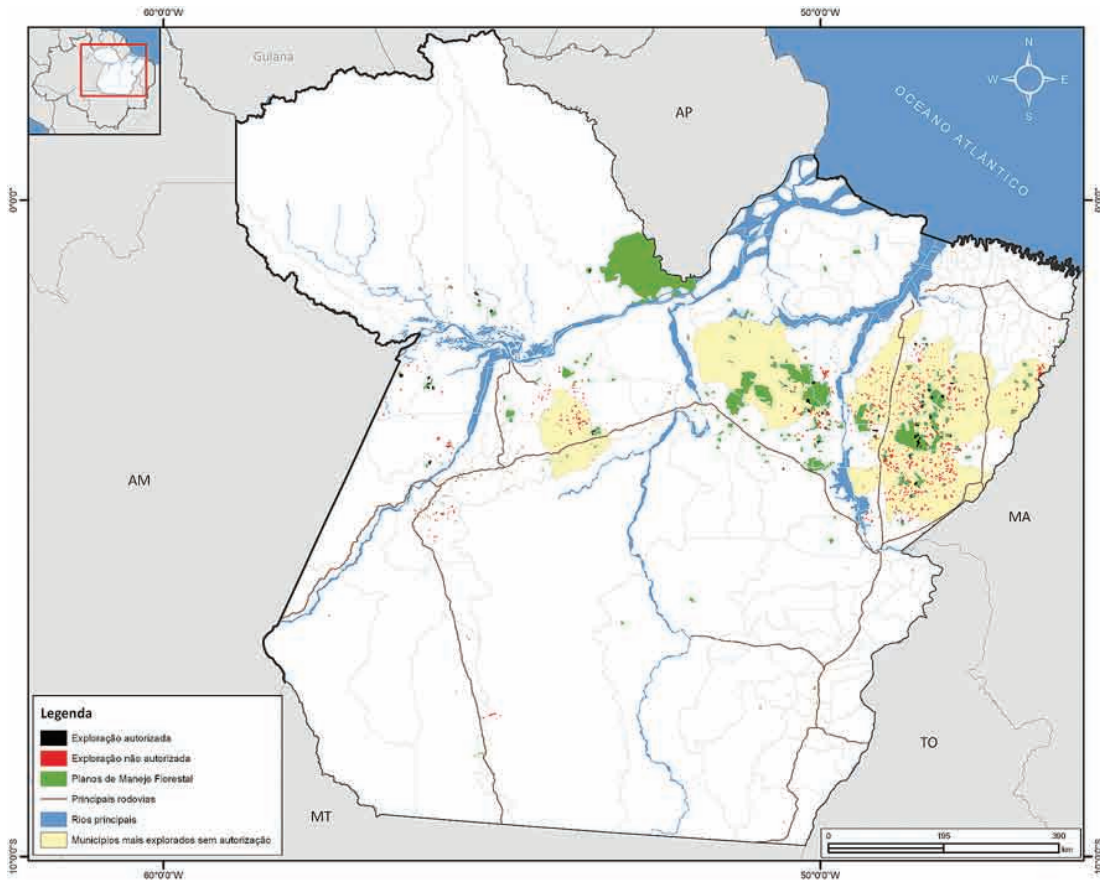 60°0'0"W
50°0'0"W
Guiana
N
W
E
S
AP
OCEANO ATLÂNTICO
0°0'0"
0°0'0"
AM
MA
TO
MT
Legenda
Exploração autorizada
Exploração não autorizada
Planos de Manejo Florestal
Principais rodovias
Rios principais
Municípios mais explorados sem autorização
0
195
390
km
10°0'0"S
10°0'0"S
60°0'0"W
50°0'0"W